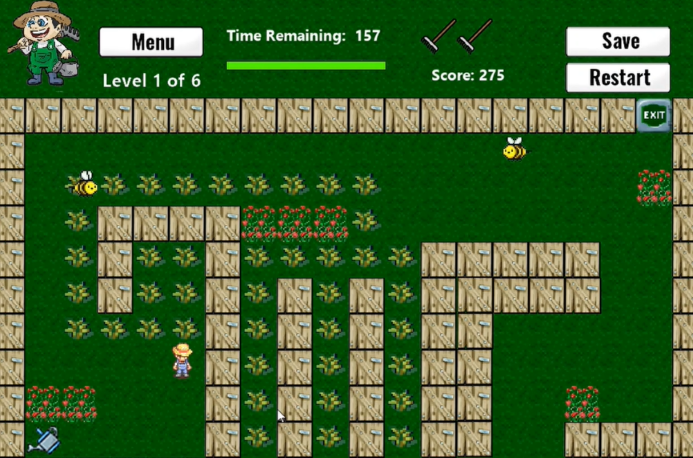 Menu
Time Remaining: 157
Save
Level 1 of 6
Score: 275
Restart
EXIT